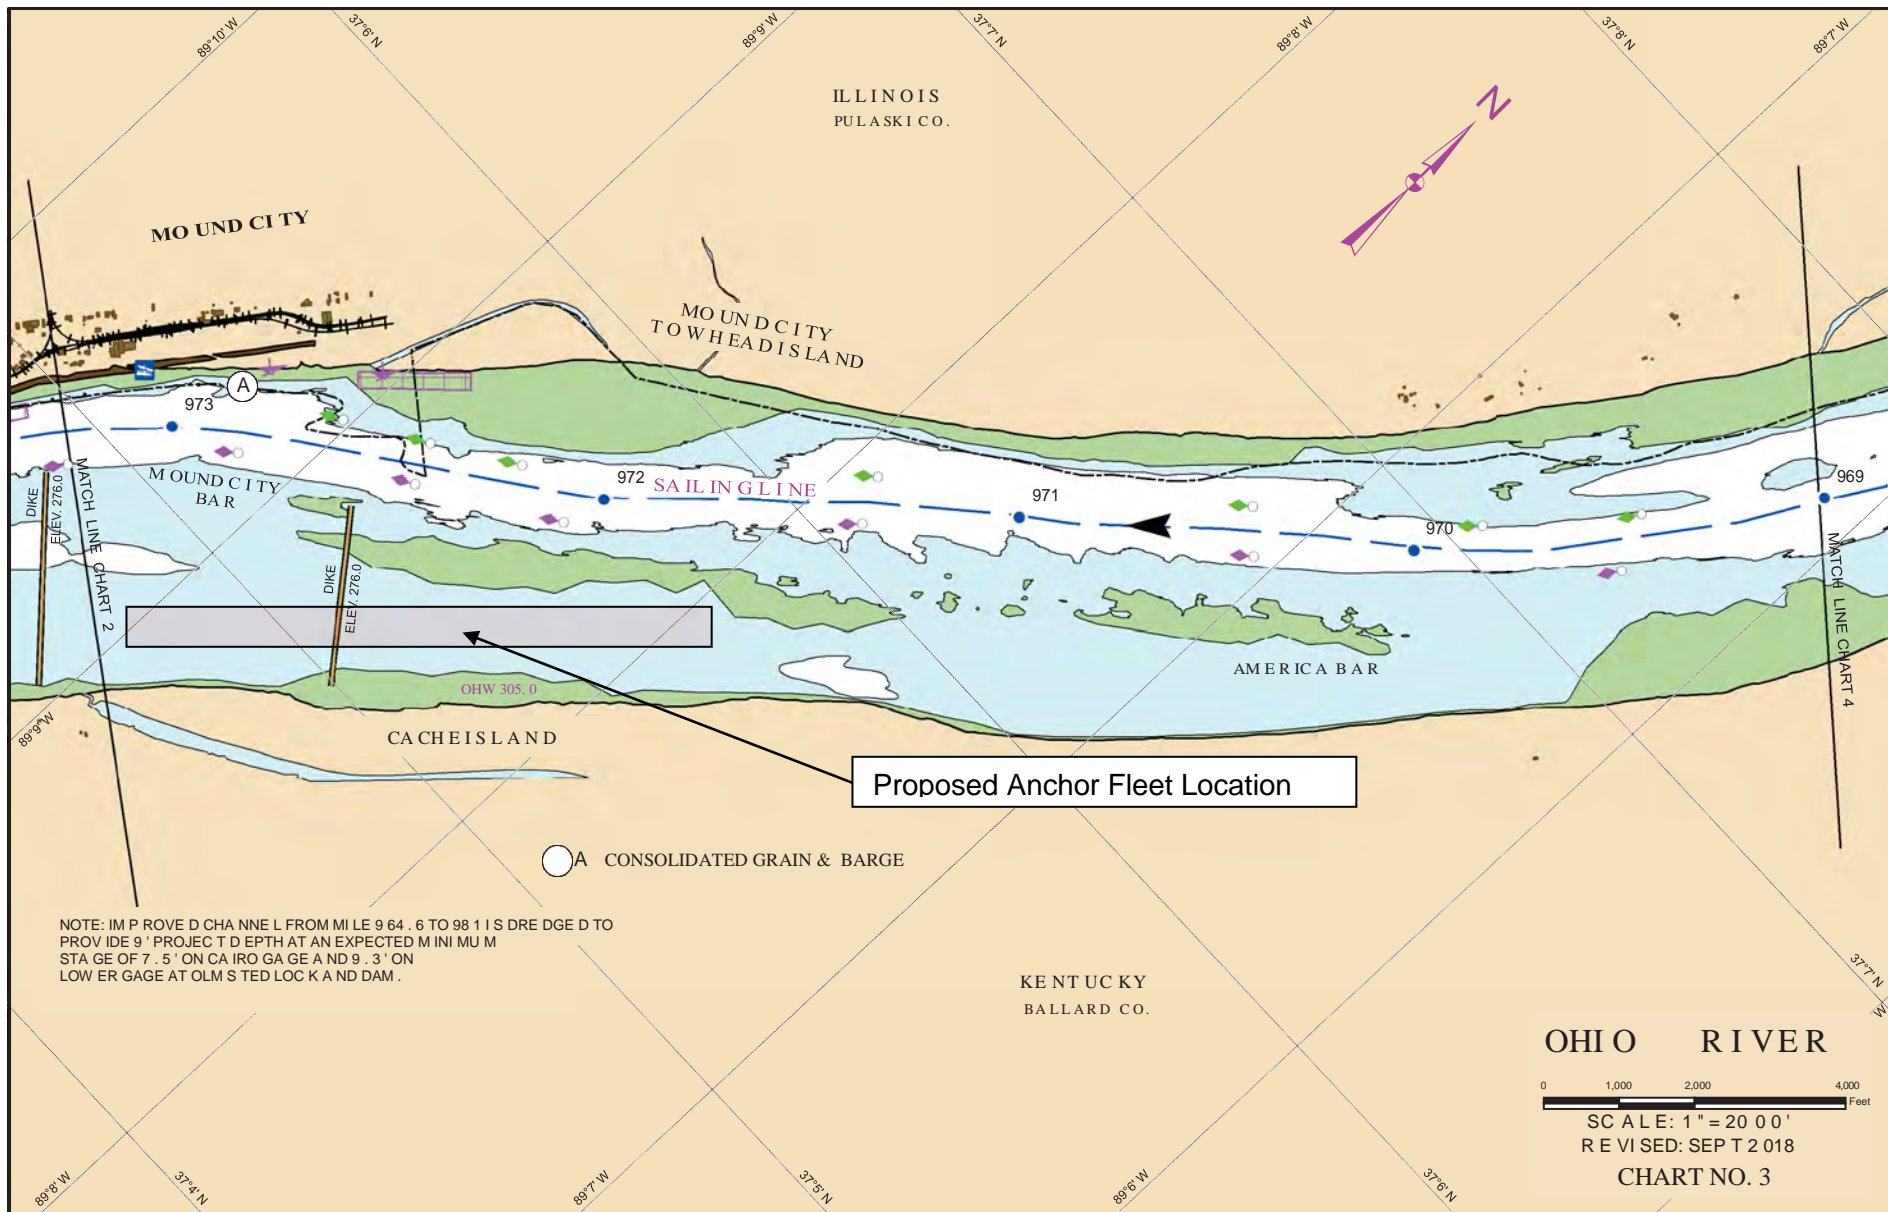 89°10' W
37°6' N
89°9' W
37°7' N
89°8' W
37°8' N
89°7' W
ILLINOIS
PULASKI CO.
N
MOUND CITY
MOUND CITY
TOWHEAD ISLAND
A
973
972
SAILING LINE
971
970
969
MOUND CITY
BAR
DIKE
ELEV. 276.0
MATCH LINE CHART 2
DIKE
ELEV. 276.0
MATCH LINE CHART 4
AMERICA BAR
OHW 305.0
89°9' W
CACHE ISLAND
Proposed Anchor Fleet Location
A CONSOLIDATED GRAIN & BARGE
NOTE: IMPROVED CHANNEL FROM MILE 964.6 TO 981 IS DREDGED TO
PROVIDE 9' PROJECT DEPTH AT AN EXPECTED MINIMUM
STAGE OF 7.5' ON CAIRO GAGE AND 9.3' ON
LOWER GAGE AT OLMSTED LOCK AND DAM.
KENTUCKY
BALLARD CO.
37°7' N
W
OHIO RIVER
0 1,000 2,000 4,000
Feet
SCALE: 1" = 2000'
REVISED: SEPT 2018
CHART NO. 3
89°8' W
37°4' N
89°7' W
37°5' N
89°6' W
37°6' N